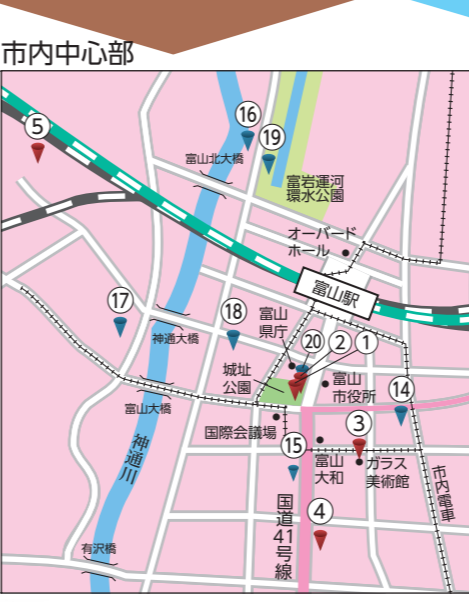 市内中心部
⑤
⑯
⑲
富山北大橋
富岩運河
環水公園
オーバード
ホール
富山駅
⑰
神通大橋
⑱
富山
県庁
⑳
②
①
城址
公園
富山
市役所
⑭
富山大橋
国際会議場
③
神通川
⑮
富山
大和
ガラス
美術館
市内電車
国道41号線
④
有沢橋